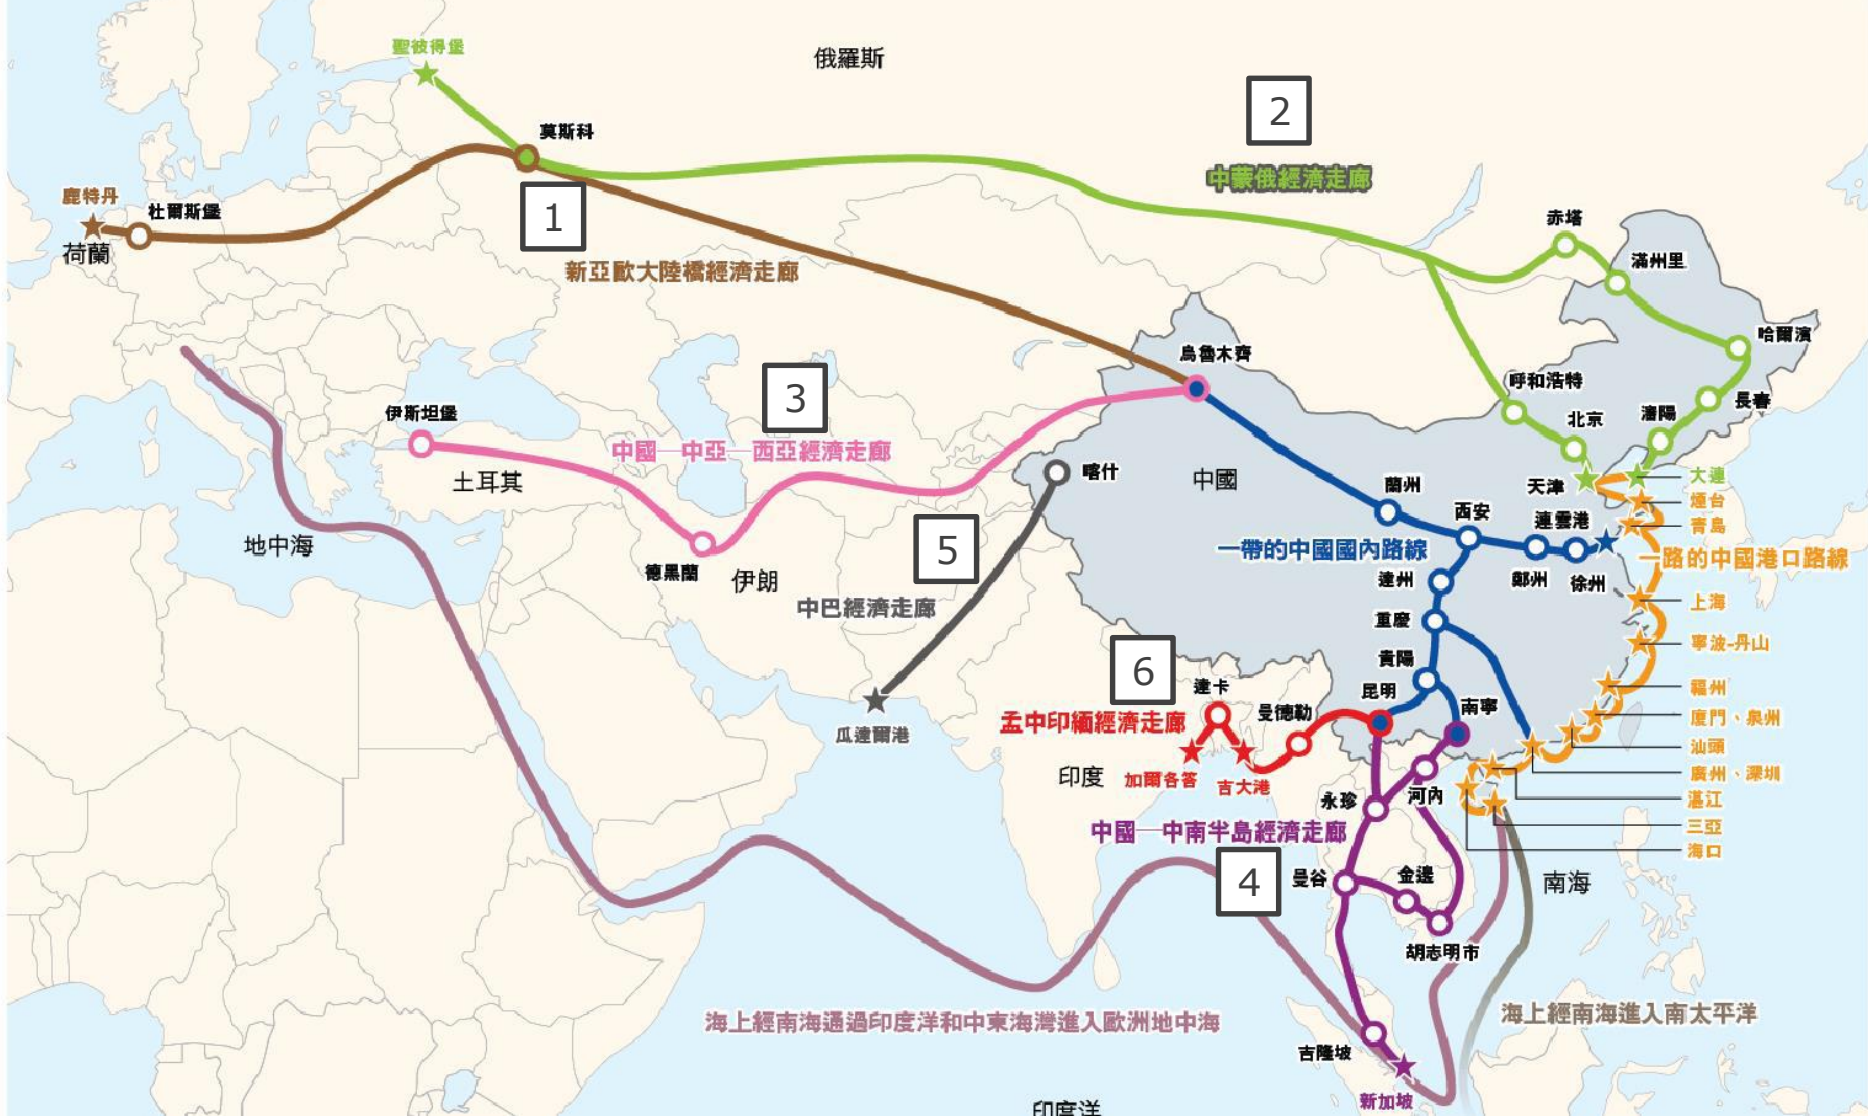 聖彼得堡
俄羅斯
2
莫斯科
中蒙俄經濟走廊
鹿特丹
杜爾斯堡
荷蘭
1
赤塔
滿州里
新亞歐大陸橋經濟走廊
哈爾濱
烏魯木齊
3
呼和浩特
長春
伊斯坦堡
北京
瀋陽
中國—中亞—西亞經濟走廊
土耳其
喀什
中國
蘭州
天津
大連
煙台
西安
連雲港
青島
地中海
5
一帶的中國國內路線
一路的中國港口路線
德黑蘭
伊朗
達州
鄭州
徐州
中巴經濟走廊
上海
重慶
寧波-丹山
6
貴陽
達卡
昆明
南寧
福州
孟中印緬經濟走廊
曼德勒
廈門、泉州
瓜達爾港
汕頭
印度
加爾各答
吉大港
廣州、深圳
永珍
河內
湛江
中國—中南半島經濟走廊
三亞
海口
4
曼谷
金邊
南海
胡志明市
海上經南海通過印度洋和中東海灣進入歐洲地中海
海上經南海進入南太平洋
吉隆坡
新加坡
印度洋